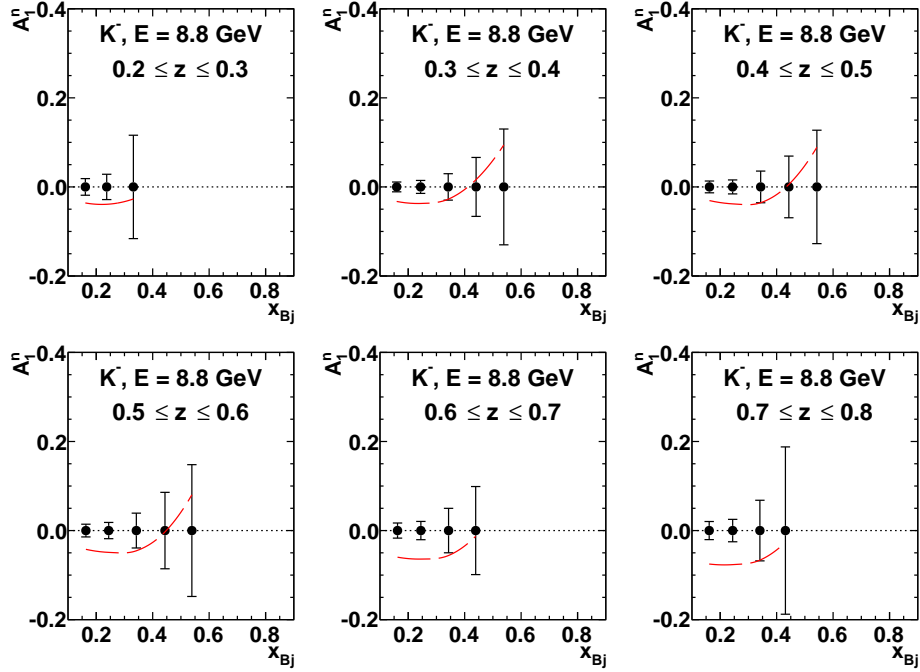 A₁ⁿ 0.4 A₁ⁿ 0.4 A₁ⁿ 0.4
K⁻, E = 8.8 GeV K⁻, E = 8.8 GeV K⁻, E = 8.8 GeV
0.2 ≤ z ≤ 0.3 0.3 ≤ z ≤ 0.4 0.4 ≤ z ≤ 0.5
0.2 0.2 0.2
0.0 0.0 0.0
-0.2 -0.2 -0.2
0.2 0.4 0.6 0.8 0.2 0.4 0.6 0.8 0.2 0.4 0.6 0.8
x_Bj x_Bj x_Bj
A₁ⁿ 0.4 A₁ⁿ 0.4 A₁ⁿ 0.4
K⁻, E = 8.8 GeV K⁻, E = 8.8 GeV K⁻, E = 8.8 GeV
0.5 ≤ z ≤ 0.6 0.6 ≤ z ≤ 0.7 0.7 ≤ z ≤ 0.8
0.2 0.2 0.2
0.0 0.0 0.0
-0.2 -0.2 -0.2
0.2 0.4 0.6 0.8 0.2 0.4 0.6 0.8 0.2 0.4 0.6 0.8
x_Bj x_Bj x_Bj